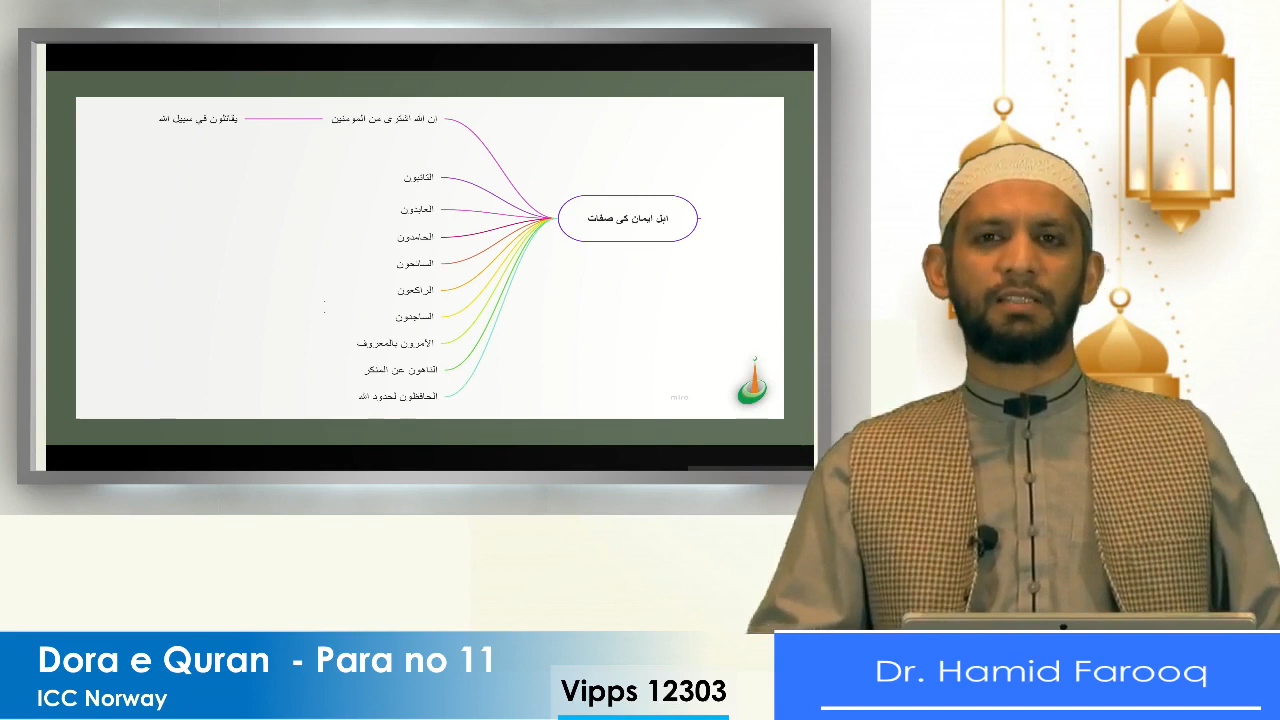 ان اللہ اشتری من المومنین
یقاتلون في سبیل اللہ
التائبون
العابدون
اہل ایمان کی صفات
الحامدون
السائحون
الراکعون
الساجدون
الآمرون بالمعروف
الناهون عن المنکر
الحافظون لحدود اللہ
miro
Dora e Quran - Para no 11
ICC Norway
Vipps 12303
Dr. Hamid Farooq